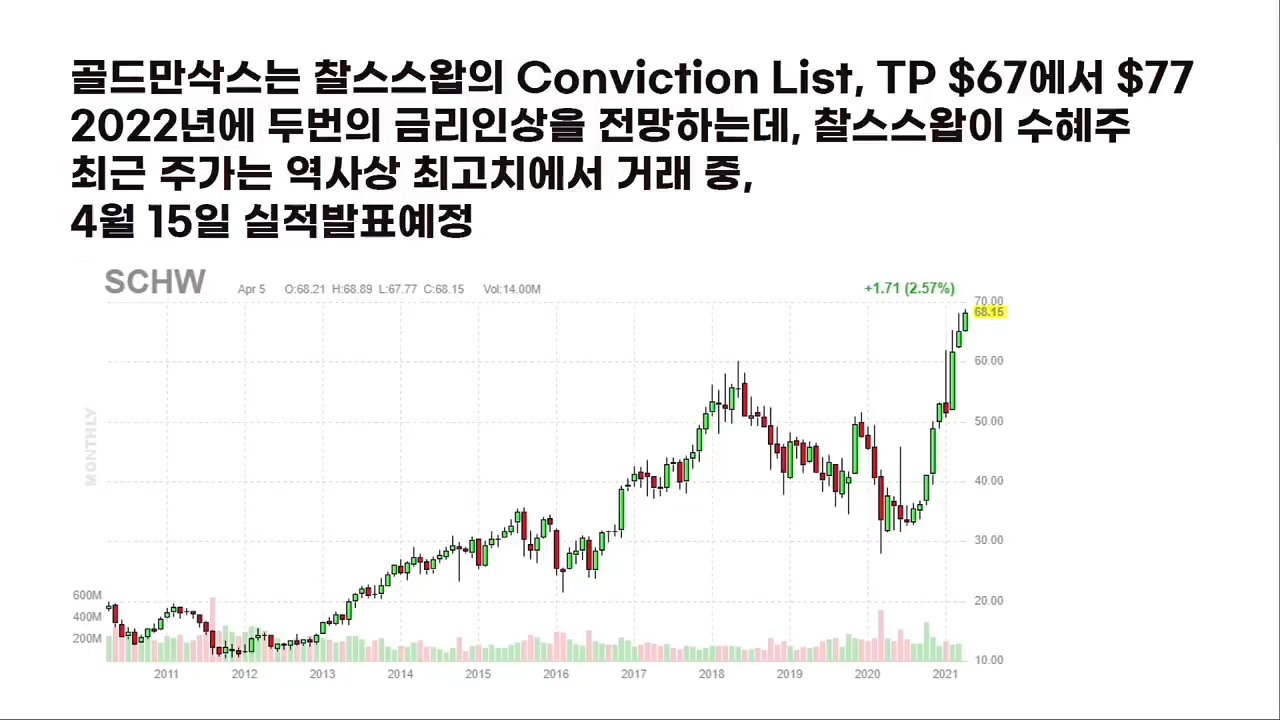 골드만삭스는 찰스스왑의 Conviction List, TP $67에서 $77
2022년에 두번의 금리인상을 전망하는데, 찰스스왑이 수혜주
최근 주가는 역사상 최고치에서 거래 중,
4월 15일 실적발표예정
SCHW Apr 5 O:68.21 H:68.89 L:67.77 C:68.15 Vol:14.00M +1.71 (2.57%)
70.00
68.15
60.00
50.00
MONTHLY
40.00
30.00
600M 20.00
400M
200M
10.00
2011 2012 2013 2014 2015 2016 2017 2018 2019 2020 2021